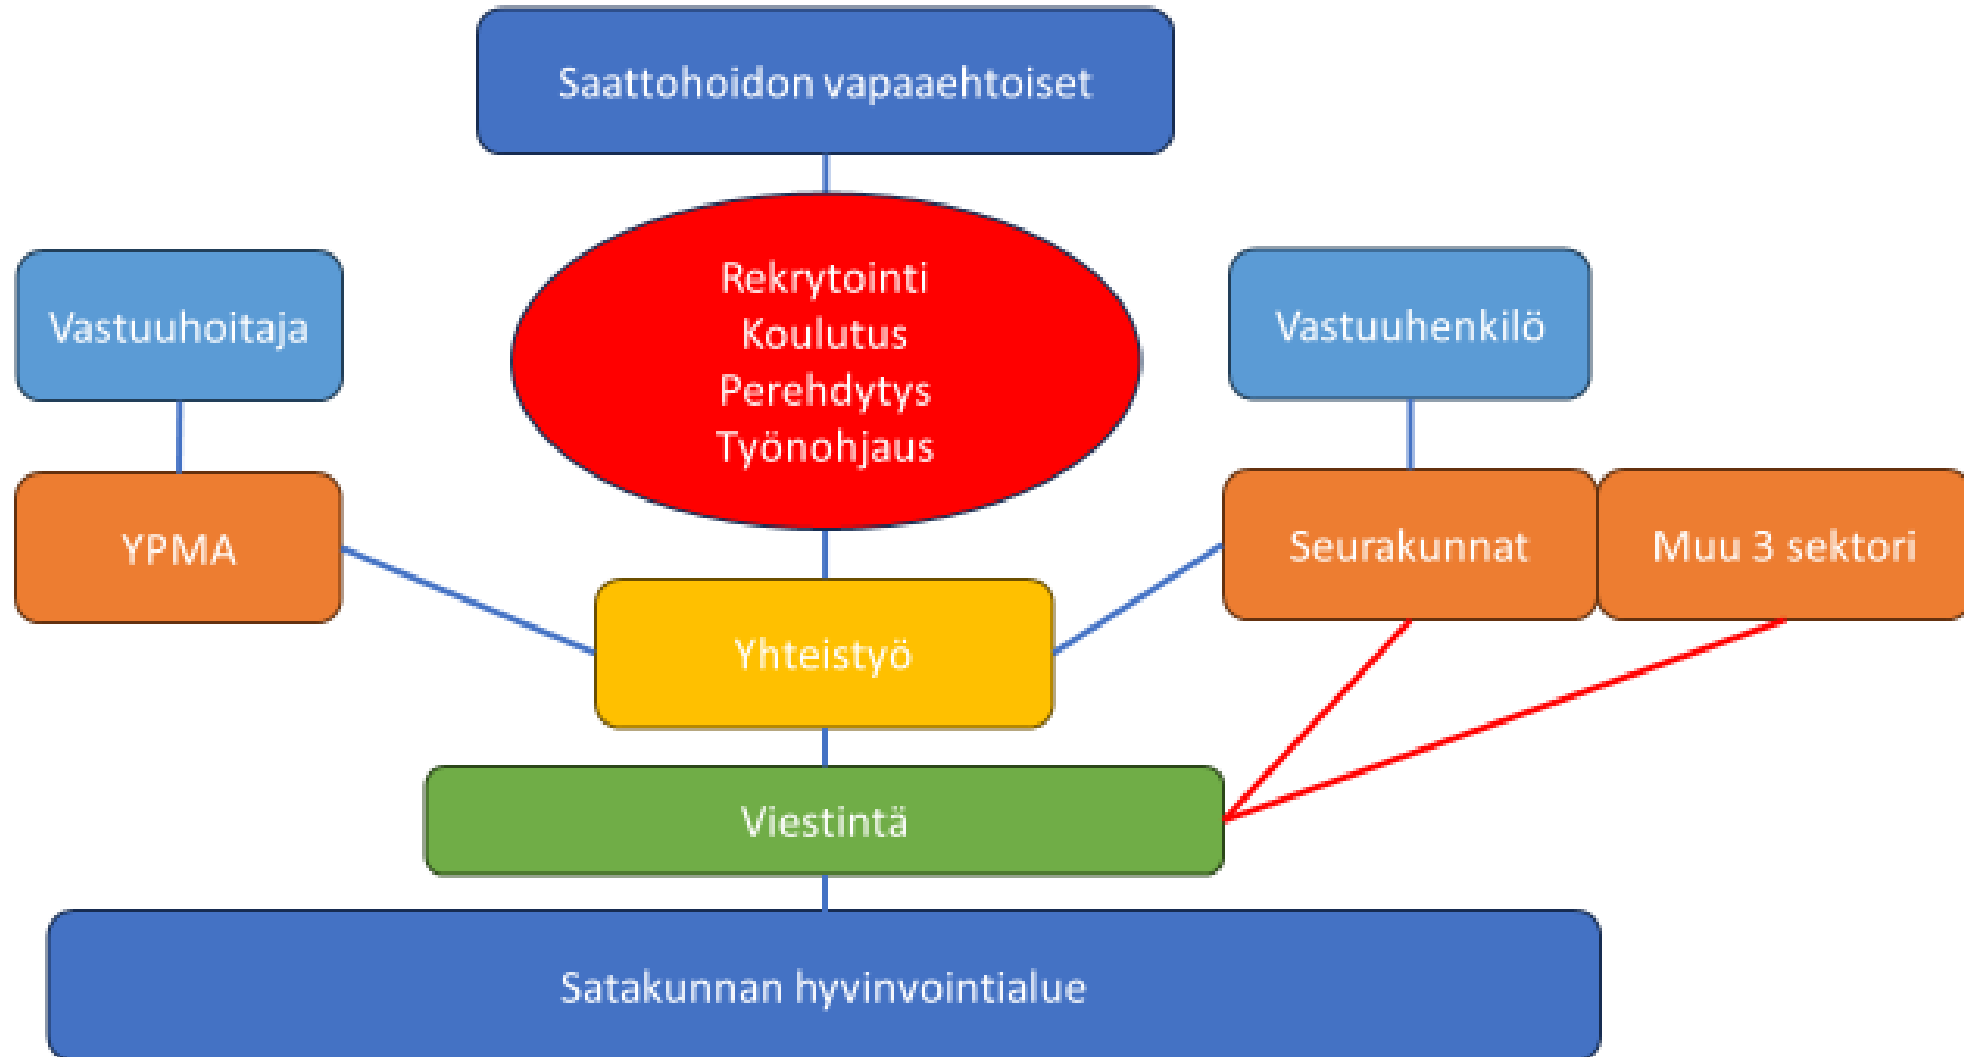 Saattohoidon vapaaehtoiset
Rekrytointi
Koulutus
Perehdytys
Työnohjaus
Vastuuhoitaja
Vastuuhenkilö
YPMA
Seurakunnat
Muu 3 sektori
Yhteistyö
Viestintä
Satakunnan hyvinvointialue